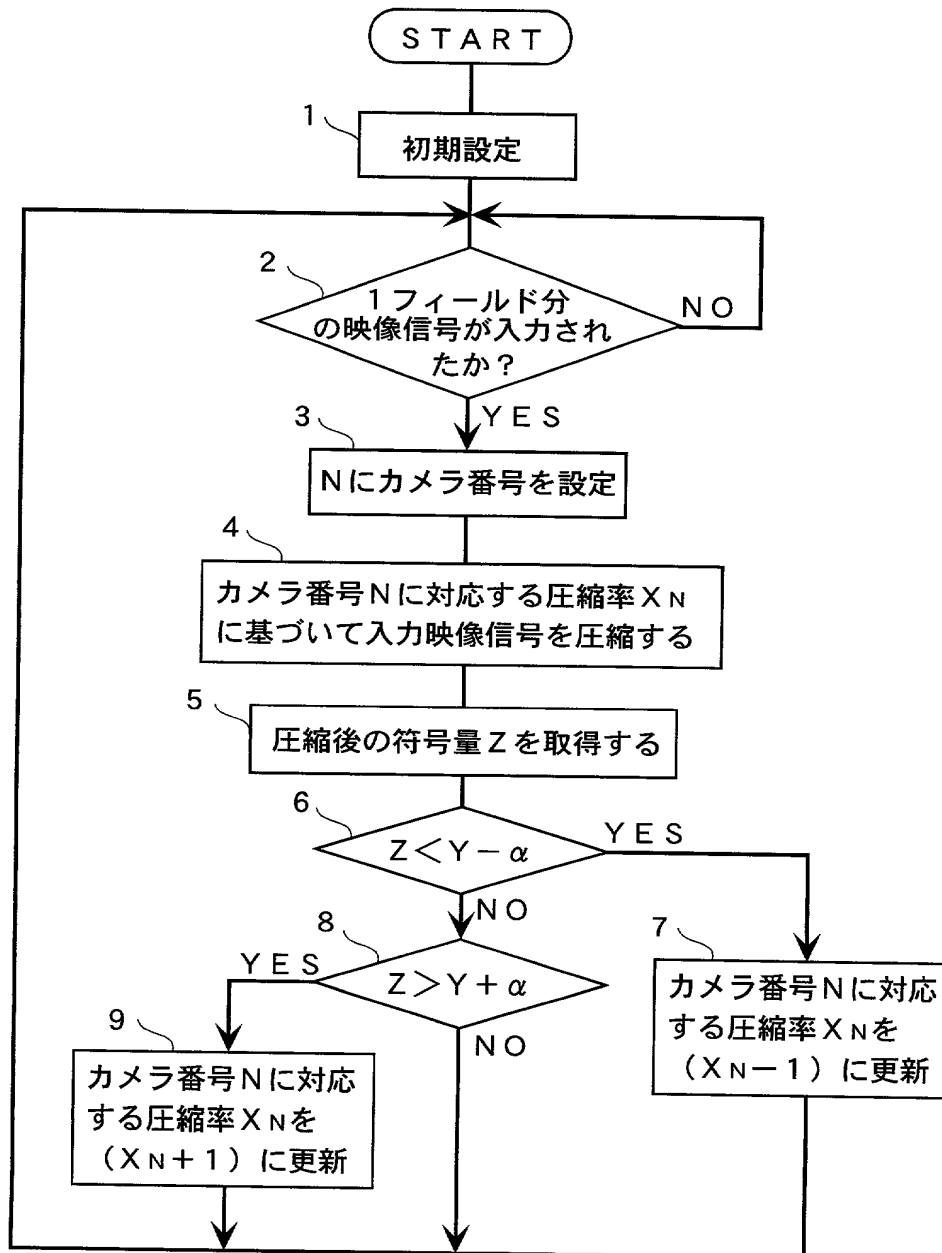 ＳＴＡＲＴ
1
初期設定
2
１フィールド分
の映像信号が入力され
たか？
ＮＯ
ＹＥＳ
3
Ｎにカメラ番号を設定
4
カメラ番号Ｎに対応する圧縮率ＸN
に基づいて入力映像信号を圧縮する
5
圧縮後の符号量Ｚを取得する
6
Ｚ＜Ｙ－α
ＹＥＳ
ＮＯ
7
カメラ番号Ｎに対応
する圧縮率ＸNを
（ＸN－１）に更新
8
Ｚ＞Ｙ＋α
ＹＥＳ
ＮＯ
9
カメラ番号Ｎに対応
する圧縮率ＸNを
（ＸN＋１）に更新